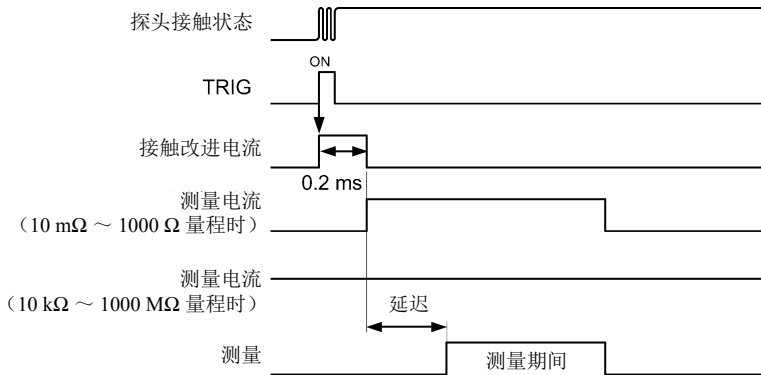 探头接触状态
ON
TRIG
接触改进电流
0.2 ms
测量电流
（10 mΩ ～ 1000 Ω 量程时）
测量电流
（10 kΩ ～ 1000 MΩ 量程时）
延迟
测量
测量期间